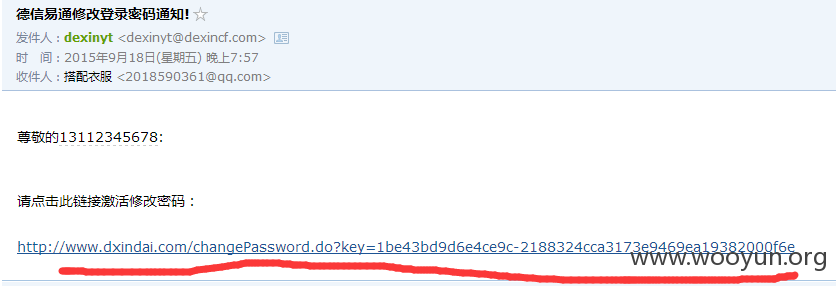 德信易通修改登录密码通知!
发件人：dexinyt <dexinyt@dexincf.com>
时 间：2015年9月18日(星期五) 晚上7:57
收件人：搭配衣服 <2018590361@qq.com>
尊敬的13112345678:
请点击此链接激活修改密码：
http://www.dxindai.com/changePassword.do?key=1be43bd9d6e4ce9c-2188324cca3173e9469ea19382000f6e
www.wooyun.org